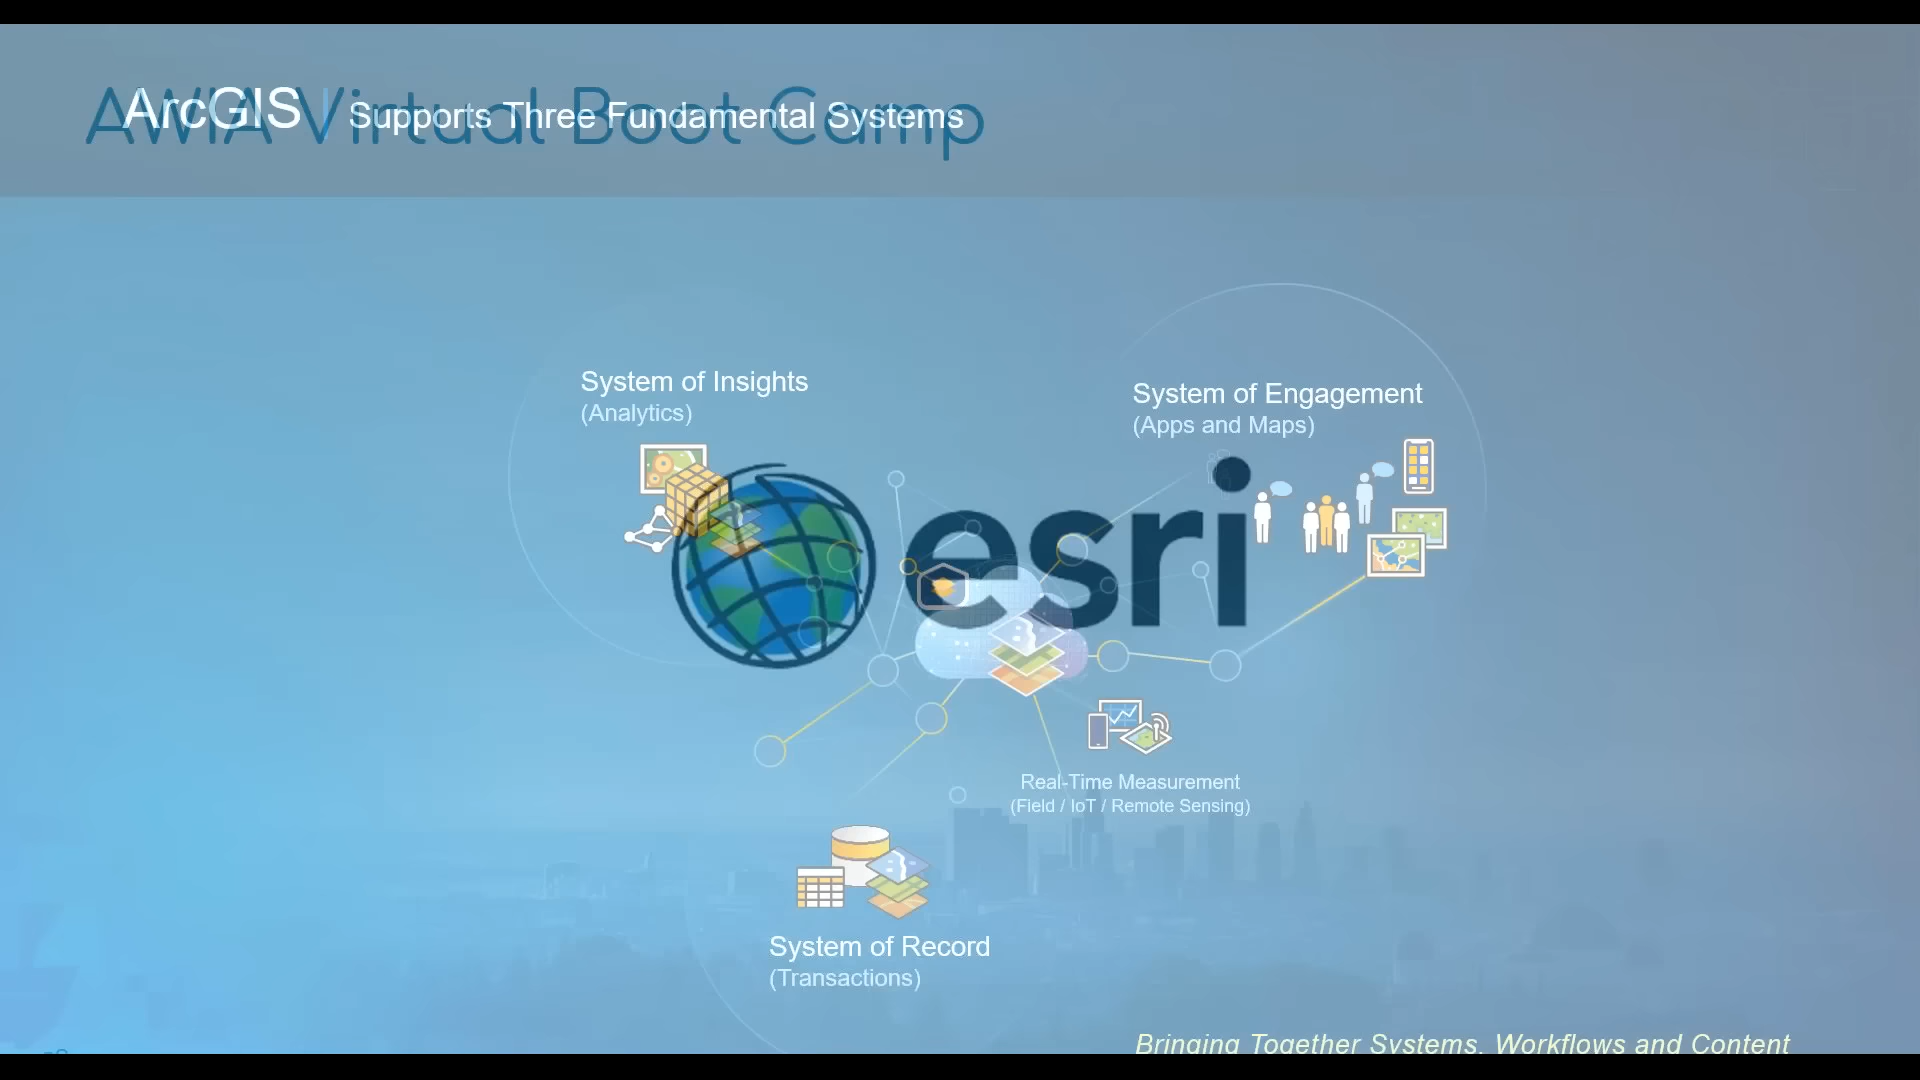 AWIA Virtual Boot Camp
ArcGIS | Supports Three Fundamental Systems
System of Insights
(Analytics)
System of Engagement
(Apps and Maps)
esri
Real-Time Measurement
(Field / IoT / Remote Sensing)
System of Record
(Transactions)
Bringing Together Systems, Workflows and Content